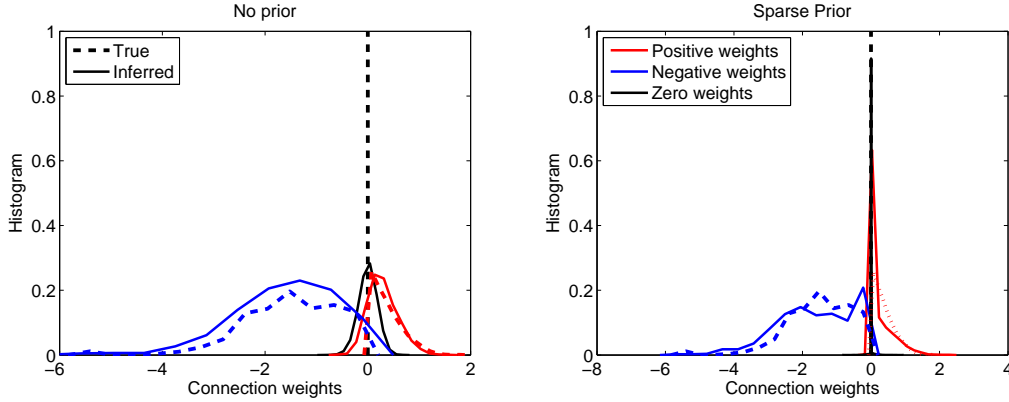 No prior
1
0.8
0.6
0.4
0.2
0
Histogram
True
Inferred
−6
−4
−2
0
2
Connection weights
Sparse Prior
1
0.8
0.6
0.4
0.2
0
Histogram
Positive weights
Negative weights
Zero weights
−8
−6
−4
−2
0
2
4
Connection weights